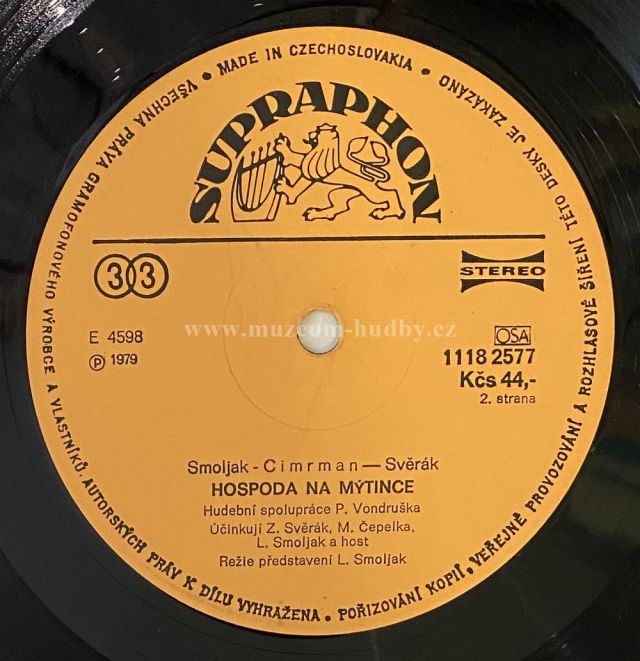 VŠECHNA PRÁVA GRAMOFONOVÉHO VÝROBCE A VLASTNÍKŮ AUTORSKÝCH PRÁV K DÍLU VYHRAŽENA • POŘIZOVÁNÍ KOPIÍ, VEŘEJNÉ PROVOZOVÁNÍ A ROZHLASOVÉ ŠÍŘENÍ TÉTO DESKY JE ZAKÁZÁNO • MADE IN CZECHOSLOVAKIA •
SUPRAPHON
33
STEREO
www.muzeum-hudby.cz
E 4598
Ⓟ 1979
OSA
1118 2577
Kčs 44,-
2. strana
Smoljak - Cimrman — Svěrák
HOSPODA NA MÝTINCE
Hudební spolupráce P. Vondruška
Účinkují Z. Svěrák, M. Čepelka,
L. Smoljak a host
Režie představení L. Smoljak